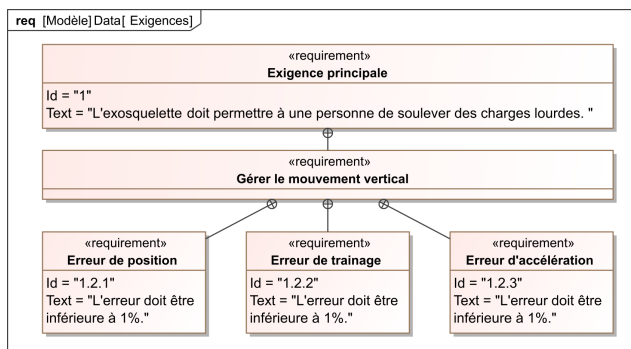 req [Modèle] Data[ Exigences]
«requirement»
Exigence principale
Id = "1"
Text = "L'exosquelette doit permettre à une personne de soulever des charges lourdes. "
«requirement»
Gérer le mouvement vertical
«requirement»
Erreur de position
Id = "1.2.1"
Text = "L'erreur doit être
inférieure à 1%."
«requirement»
Erreur de trainage
Id = "1.2.2"
Text = "L'erreur doit être
inférieure à 1%."
«requirement»
Erreur d'accélération
Id = "1.2.3"
Text = "L'erreur doit être
inférieure à 1%."